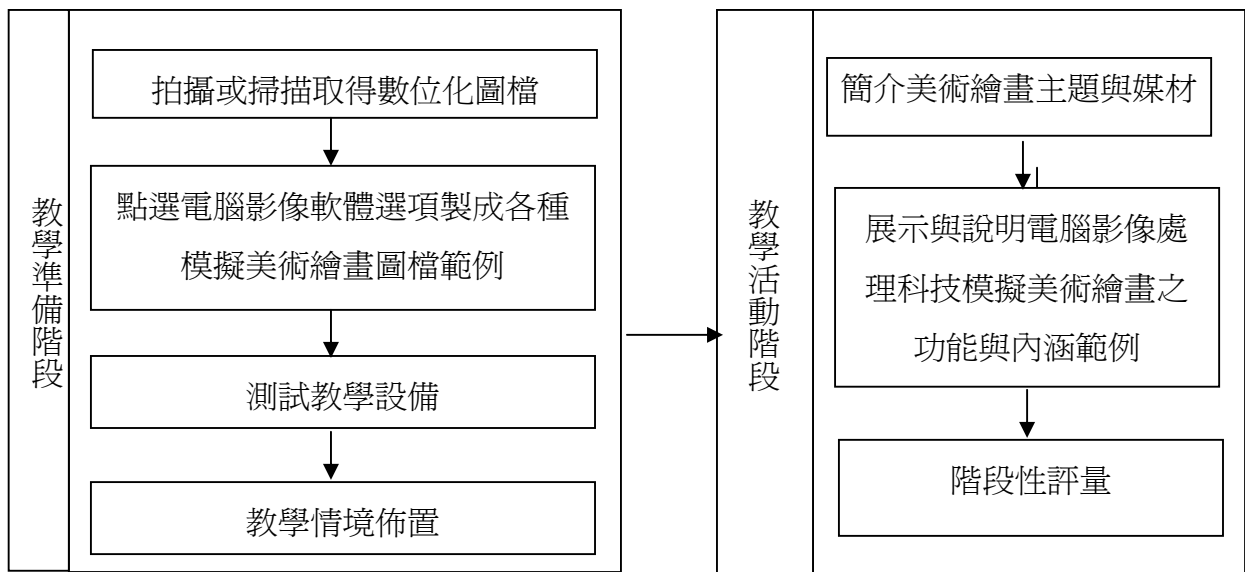 教學準備階段
拍攝或掃描取得數位化圖檔
點選電腦影像軟體選項製成各種
模擬美術繪畫圖檔範例
測試教學設備
教學情境佈置
教學活動階段
簡介美術繪畫主題與媒材
展示與說明電腦影像處
理科技模擬美術繪畫之
功能與內涵範例
階段性評量